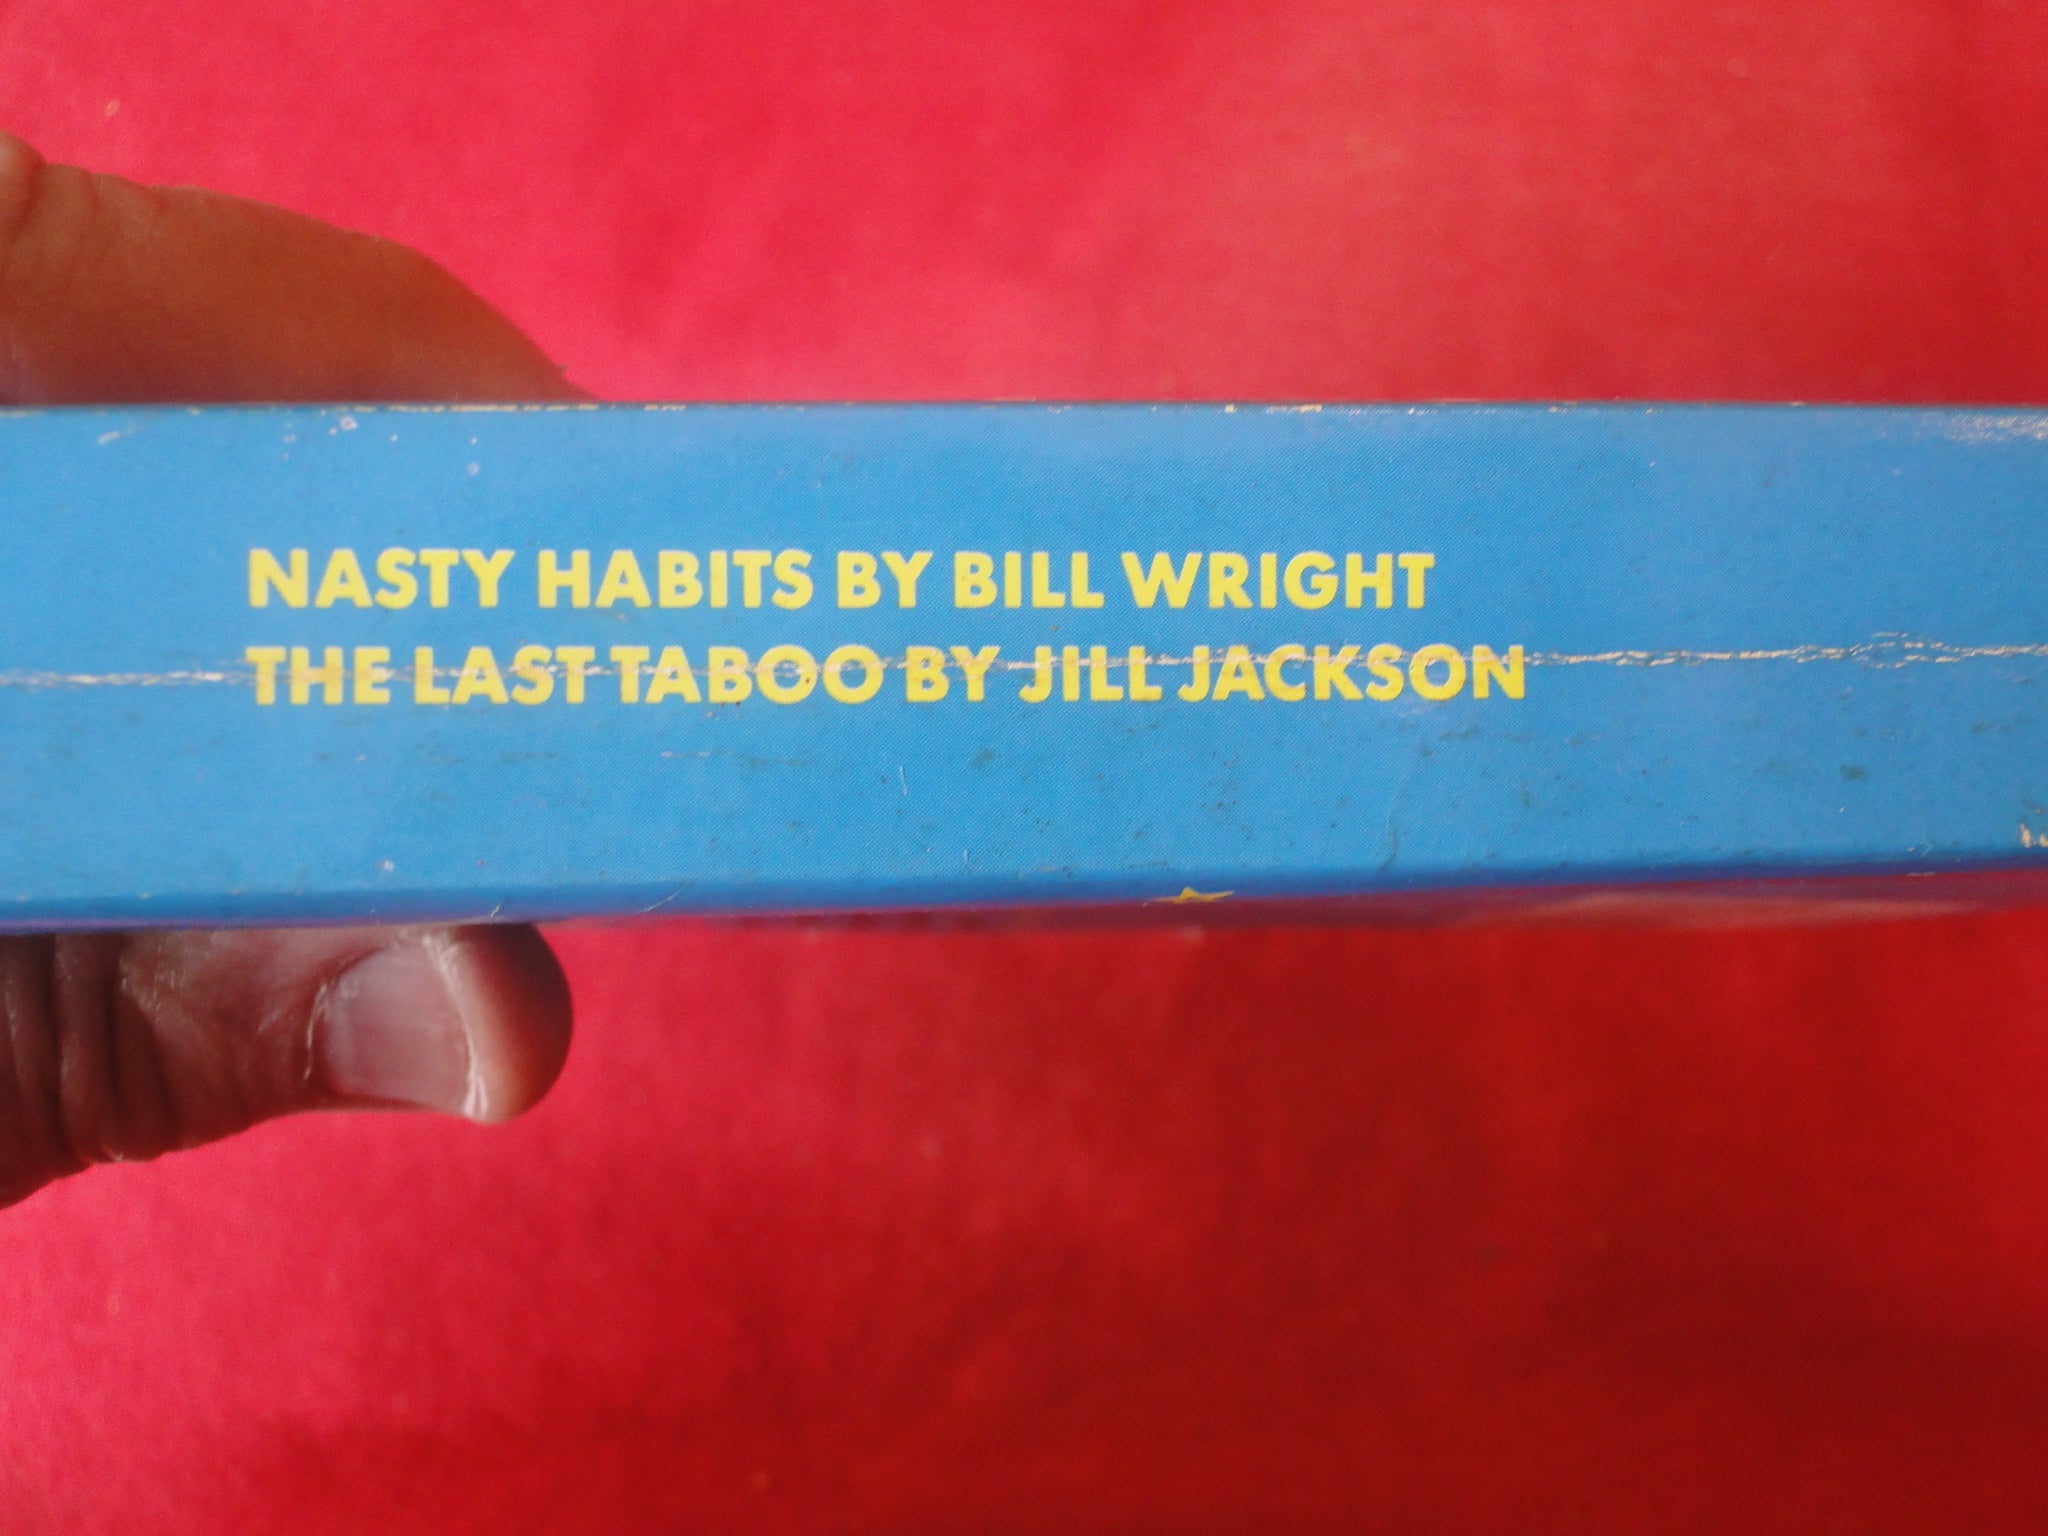 NASTY HABITS BY BILL WRIGHT
THE LAST TABOO BY JILL JACKSON